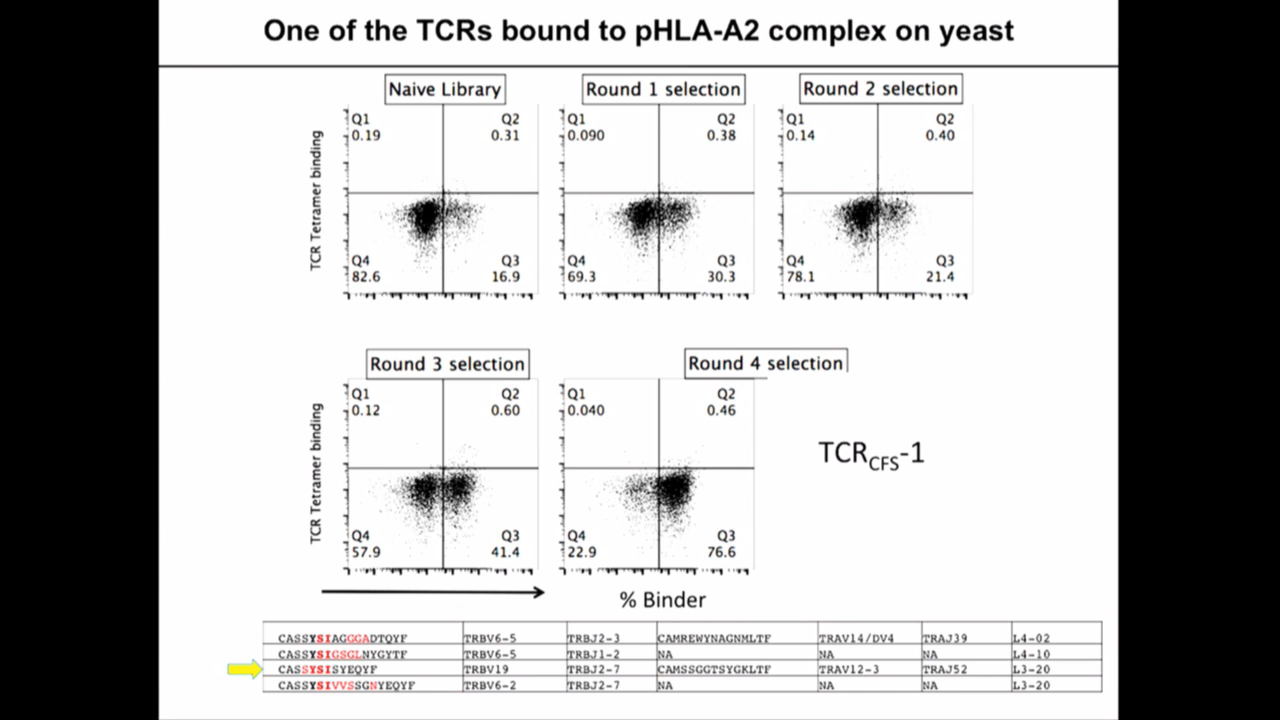 One of the TCRs bound to pHLA-A2 complex on yeast
Naive Library
Round 1 selection
Round 2 selection
TCR Tetramer binding
Q1
0.19
Q2
0.31
Q4
82.6
Q3
16.9
Q1
0.090
Q2
0.38
Q4
69.3
Q3
30.3
Q1
0.14
Q2
0.40
Q4
78.1
Q3
21.4
Round 3 selection
Round 4 selection
TCR Tetramer binding
Q1
0.12
Q2
0.60
Q4
57.9
Q3
41.4
Q1
0.040
Q2
0.46
Q4
22.9
Q3
76.6
TCRCFS-1
% Binder
CASSYSIAGGGADTQYF TRBV6-5 TRBJ2-3 CAMREWYNAGNMLTF TRAV14/DV4 TRAJ39 L4-02
CASSYSIGSGLNYGYTF TRBV6-5 TRBJ1-2 NA NA NA L4-10
CASSYSISYEQYF TRBV19 TRBJ2-7 CAMSSGGTSYGKLTF TRAV12-3 TRAJ52 L3-20
CASSYSIVVSSGNYEQYF TRBV6-2 TRBJ2-7 NA NA NA L3-20